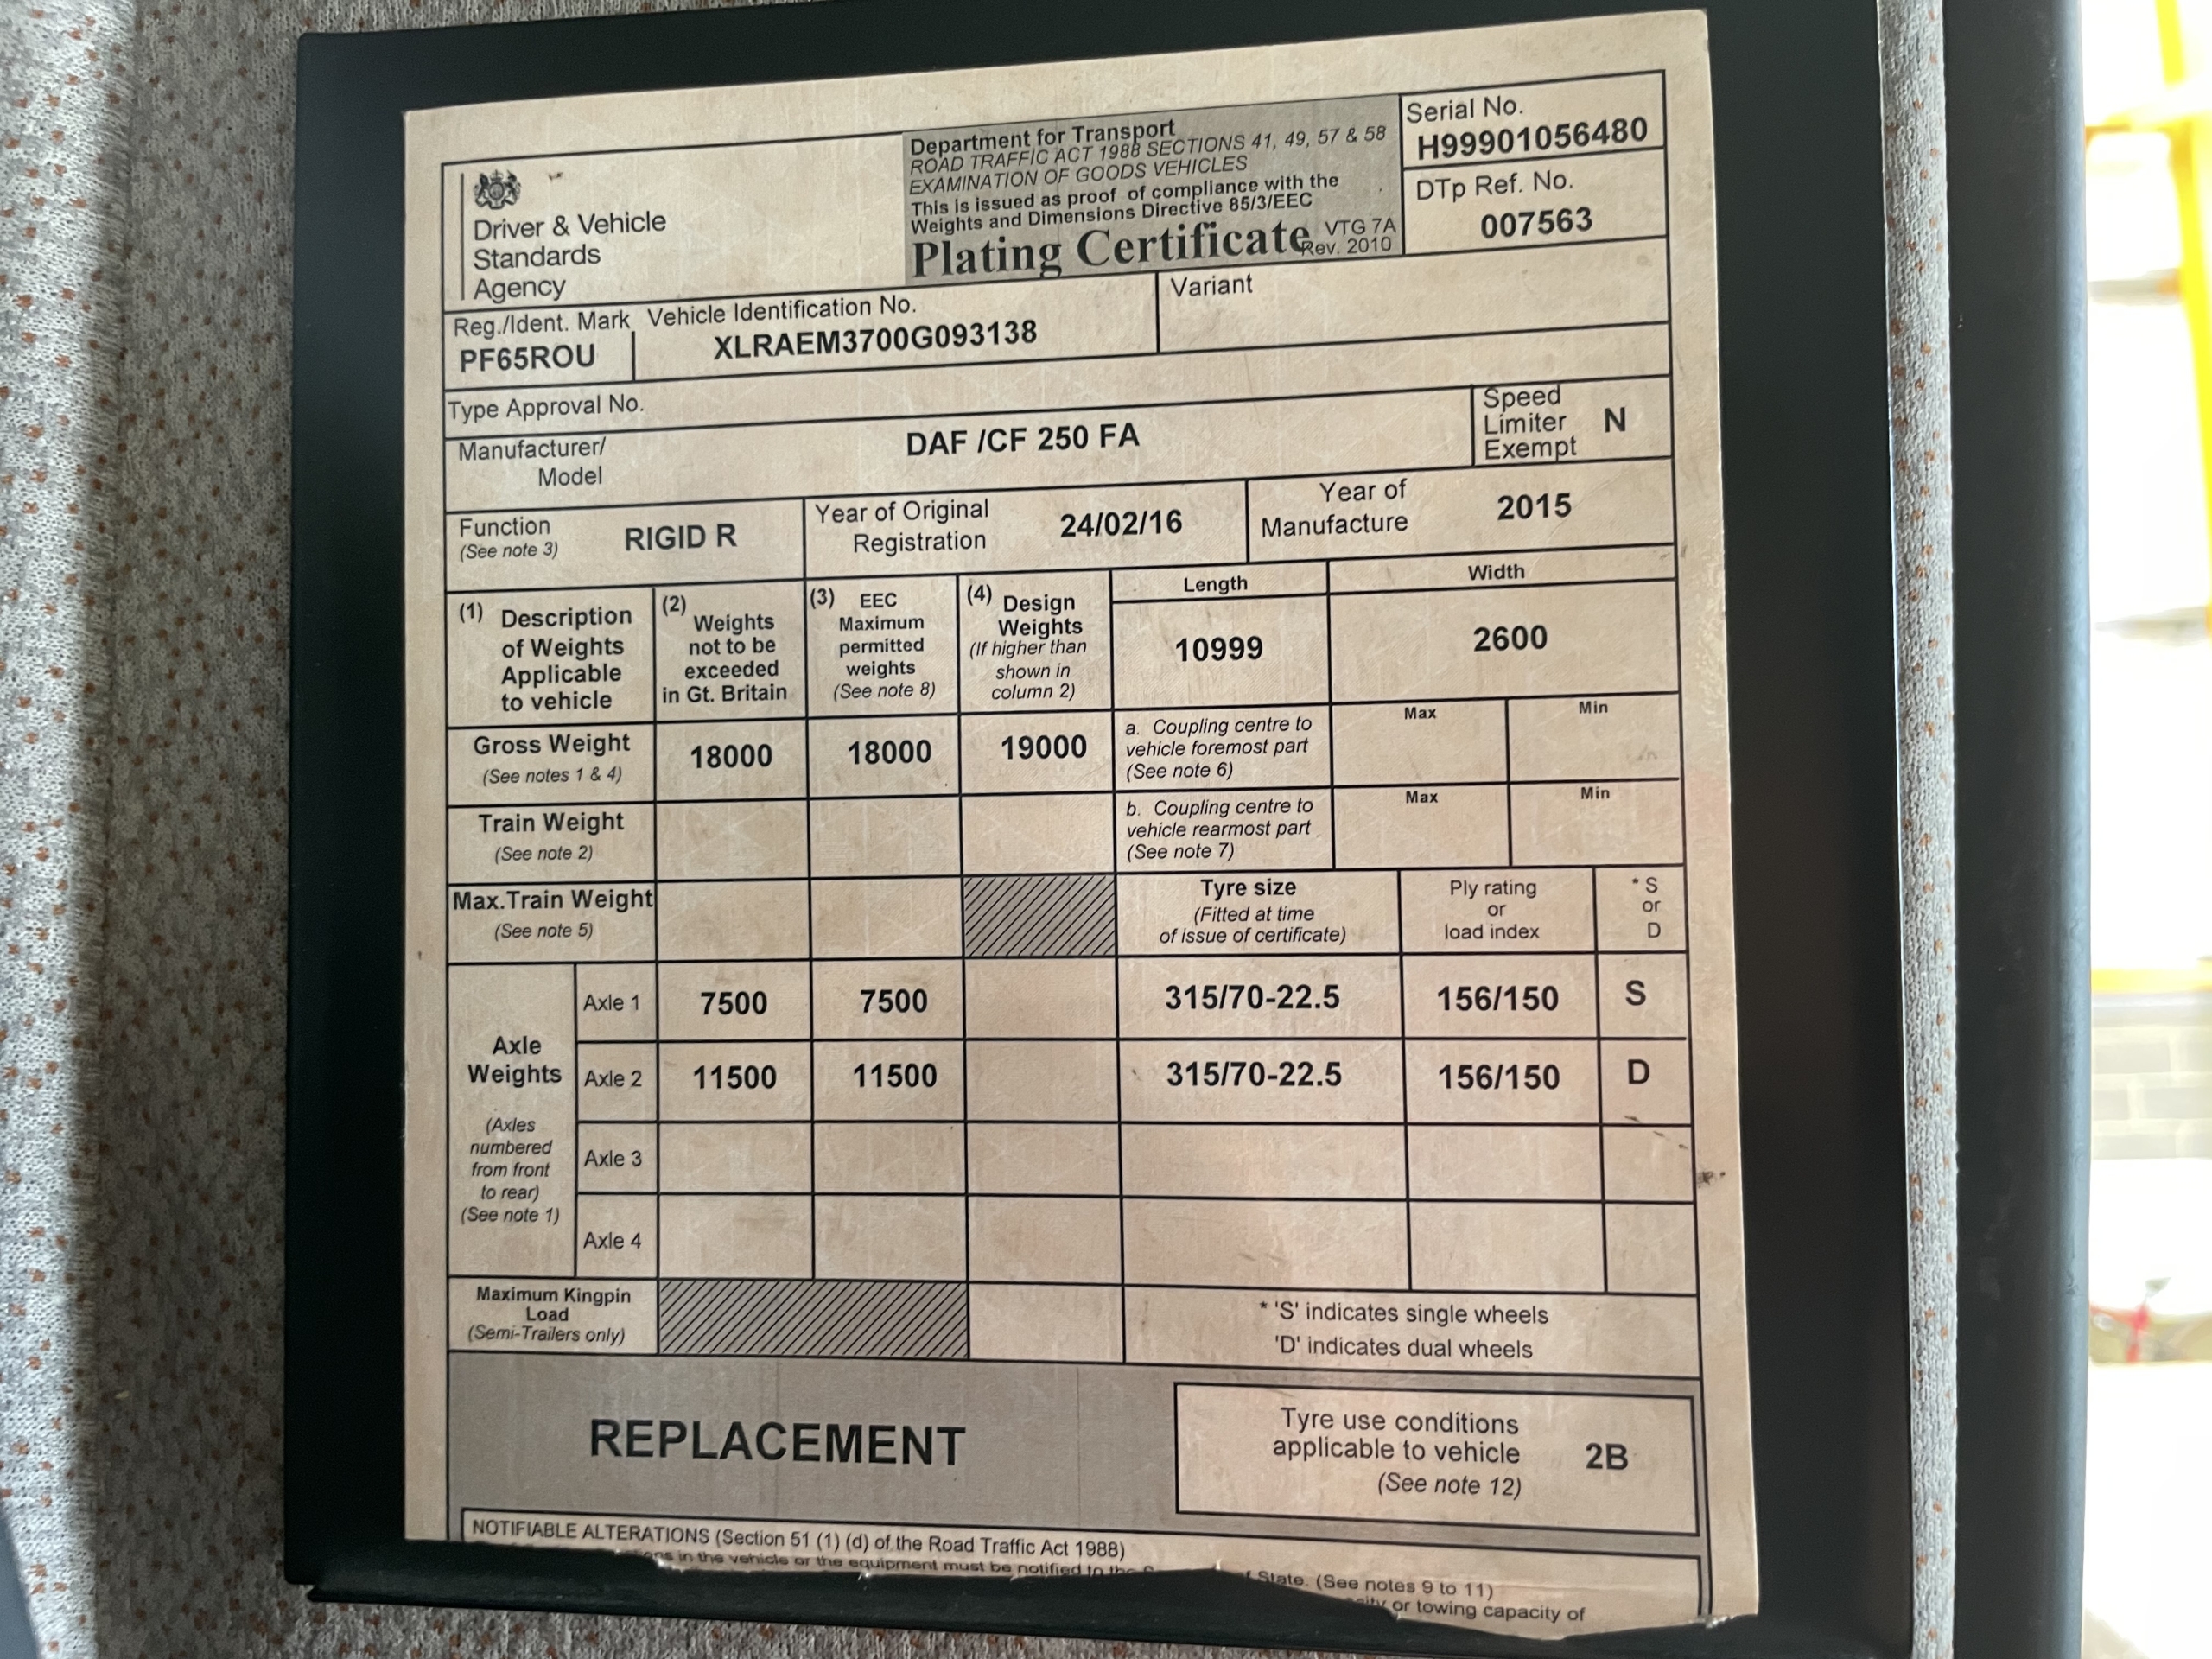 Driver & Vehicle
Standards
Agency
Department for Transport
ROAD TRAFFIC ACT 1988 SECTIONS 41, 49, 57 & 58
EXAMINATION OF GOODS VEHICLES
This is issued as proof of compliance with the
Weights and Dimensions Directive 85/3/EEC
Plating Certificate VTG 7A
Rev. 2010
Serial No.
H99901056480
DTp Ref. No.
007563
Reg./Ident. Mark
PF65ROU
Vehicle Identification No.
XLRAEM3700G093138
Variant
Type Approval No.
Manufacturer/
Model
DAF /CF 250 FA
Speed
Limiter
Exempt
N
Function
(See note 3)
RIGID R
Year of Original
Registration
24/02/16
Year of
Manufacture
2015
(1) Description
of Weights
Applicable
to vehicle
(2) Weights
not to be
exceeded
in Gt. Britain
(3) EEC
Maximum
permitted
weights
(See note 8)
(4) Design
Weights
(If higher than
shown in
column 2)
Length
10999
Width
2600
Gross Weight
(See notes 1 & 4)
18000
18000
19000
a. Coupling centre to
vehicle foremost part
(See note 6)
Max
Min
Train Weight
(See note 2)
b. Coupling centre to
vehicle rearmost part
(See note 7)
Max
Min
Max.Train Weight
(See note 5)
Tyre size
(Fitted at time
of issue of certificate)
Ply rating
or
load index
* S
or
D
Axle
Weights
(Axles
numbered
from front
to rear)
(See note 1)
Axle 1
7500
7500
315/70-22.5
156/150
S
Axle 2
11500
11500
315/70-22.5
156/150
D
Axle 3
Axle 4
Maximum Kingpin
Load
(Semi-Trailers only)
* 'S' indicates single wheels
'D' indicates dual wheels
REPLACEMENT
Tyre use conditions
applicable to vehicle
(See note 12)
2B
NOTIFIABLE ALTERATIONS (Section 51 (1) (d) of the Road Traffic Act 1988)
in the vehicle or the equipment must be notified to the State. (See notes 9 to 11)
or towing capacity of